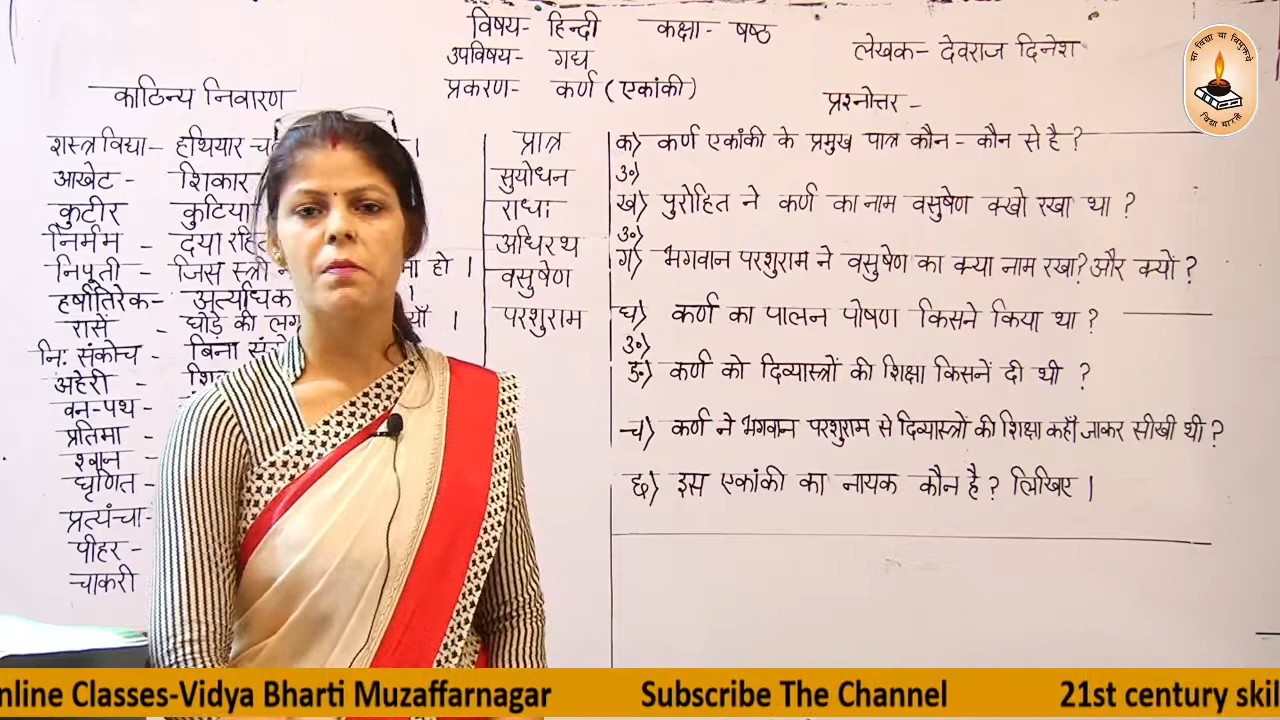 विषय- हिन्दी कक्षा- षष्ठ
उपविषय- गद्य
लेखक- देवराज दिनेश
प्रकरण- कर्ण (एकांकी)
काठिन्य निवारण
प्रश्नोत्तर -
शस्त्रविद्या- हथियार
आखेट - शिकार
कुटीर कुटिया
निर्मम - दया
निपूती - जिस स्त्री हो ।
हर्षातिरेक- अत्यधिक ।
रासें - घोड़े की ।
नि: संकोच - बिना
अहेरी -
वन-पथ -
प्रतिमा -
श्वान -
घृणित -
प्रत्यंचा-
पीहर -
चाकरी
पात्र
सुयोधन
राधा
अधिरथ
वसुषेण
परशुराम
क) कर्ण एकांकी के प्रमुख पात्र कौन - कौन से है ?
उ०)
ख) पुरोहित ने कर्ण का नाम वसुषेण क्यो रखा था ?
उ०)
ग) भगवान परशुराम ने वसुषेण का क्या नाम रखा? और क्यों ?
घ) कर्ण का पालन पोषण किसने किया था ?
उ०)
ङ) कर्ण को दिव्यास्त्रों की शिक्षा किसनें दी थी ?
च) कर्ण ने भगवान परशुराम से दिव्यास्त्रों की शिक्षा कहाँ जाकर सीखी थी ?
छ) इस एकांकी का नायक कौन है ? लिखिए ।
सा विद्या या विमुक्तये
विद्या भारती
nline Classes-Vidya Bharti Muzaffarnagar Subscribe The Channel 21st century skil